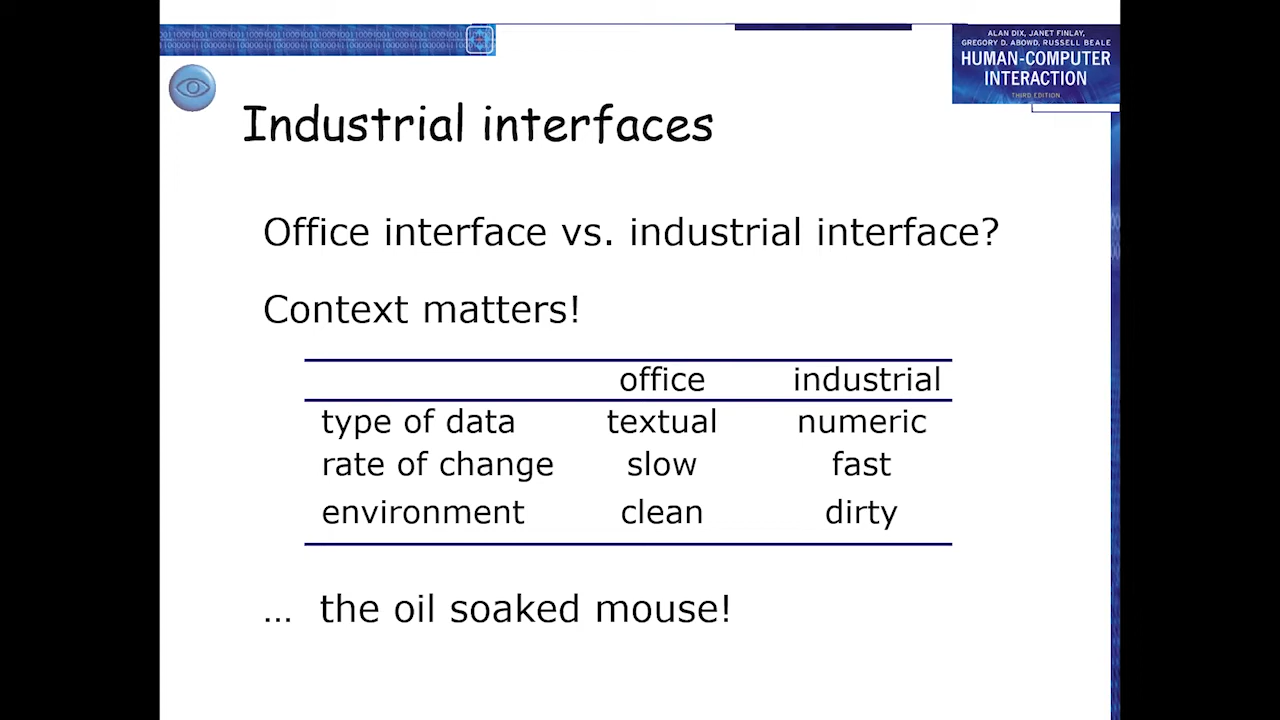 ALAN DIX, JANET FINLAY,
GREGORY D. ABOWD, RUSSELL BEALE
HUMAN-COMPUTER
INTERACTION
THIRD EDITION
Industrial interfaces
Office interface vs. industrial interface?
Context matters!
office industrial
type of data textual numeric
rate of change slow fast
environment clean dirty
... the oil soaked mouse!